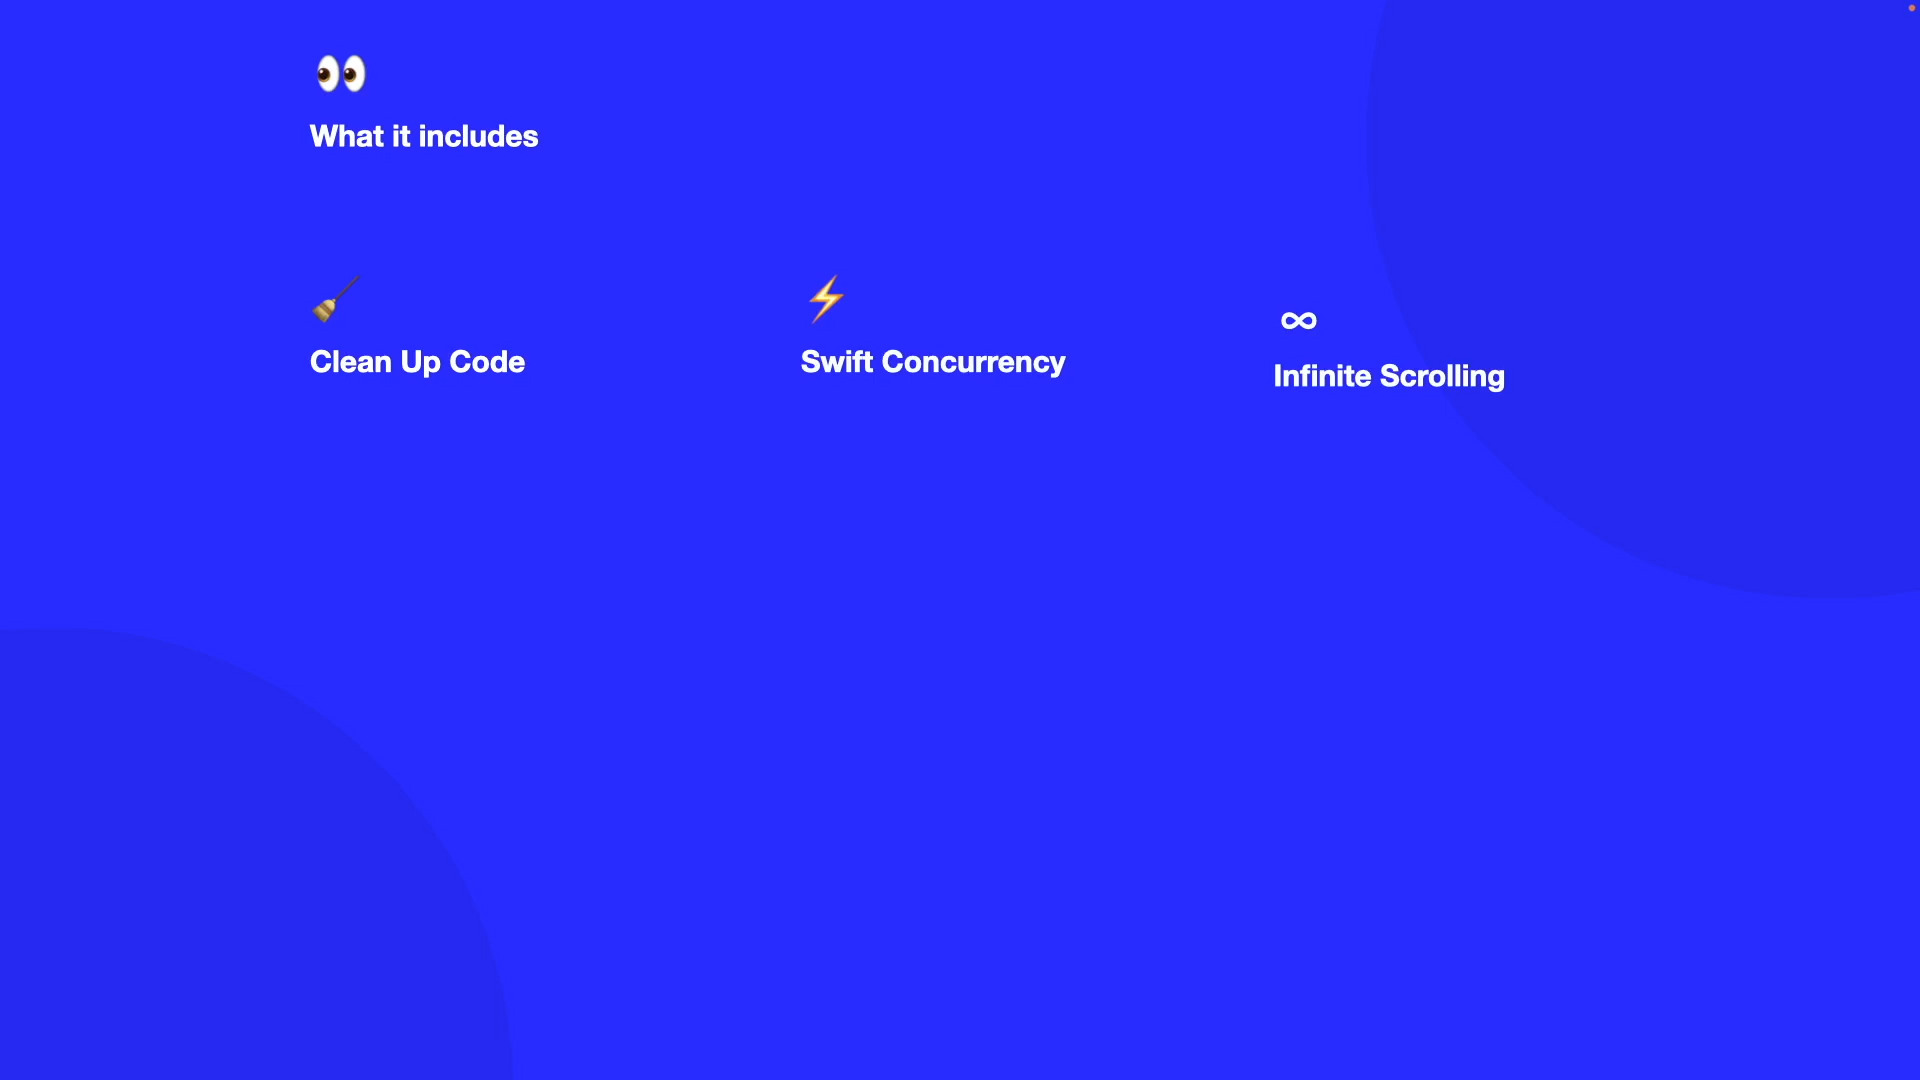 👀
What it includes
🧹
Clean Up Code
⚡
Swift Concurrency
∞
Infinite Scrolling